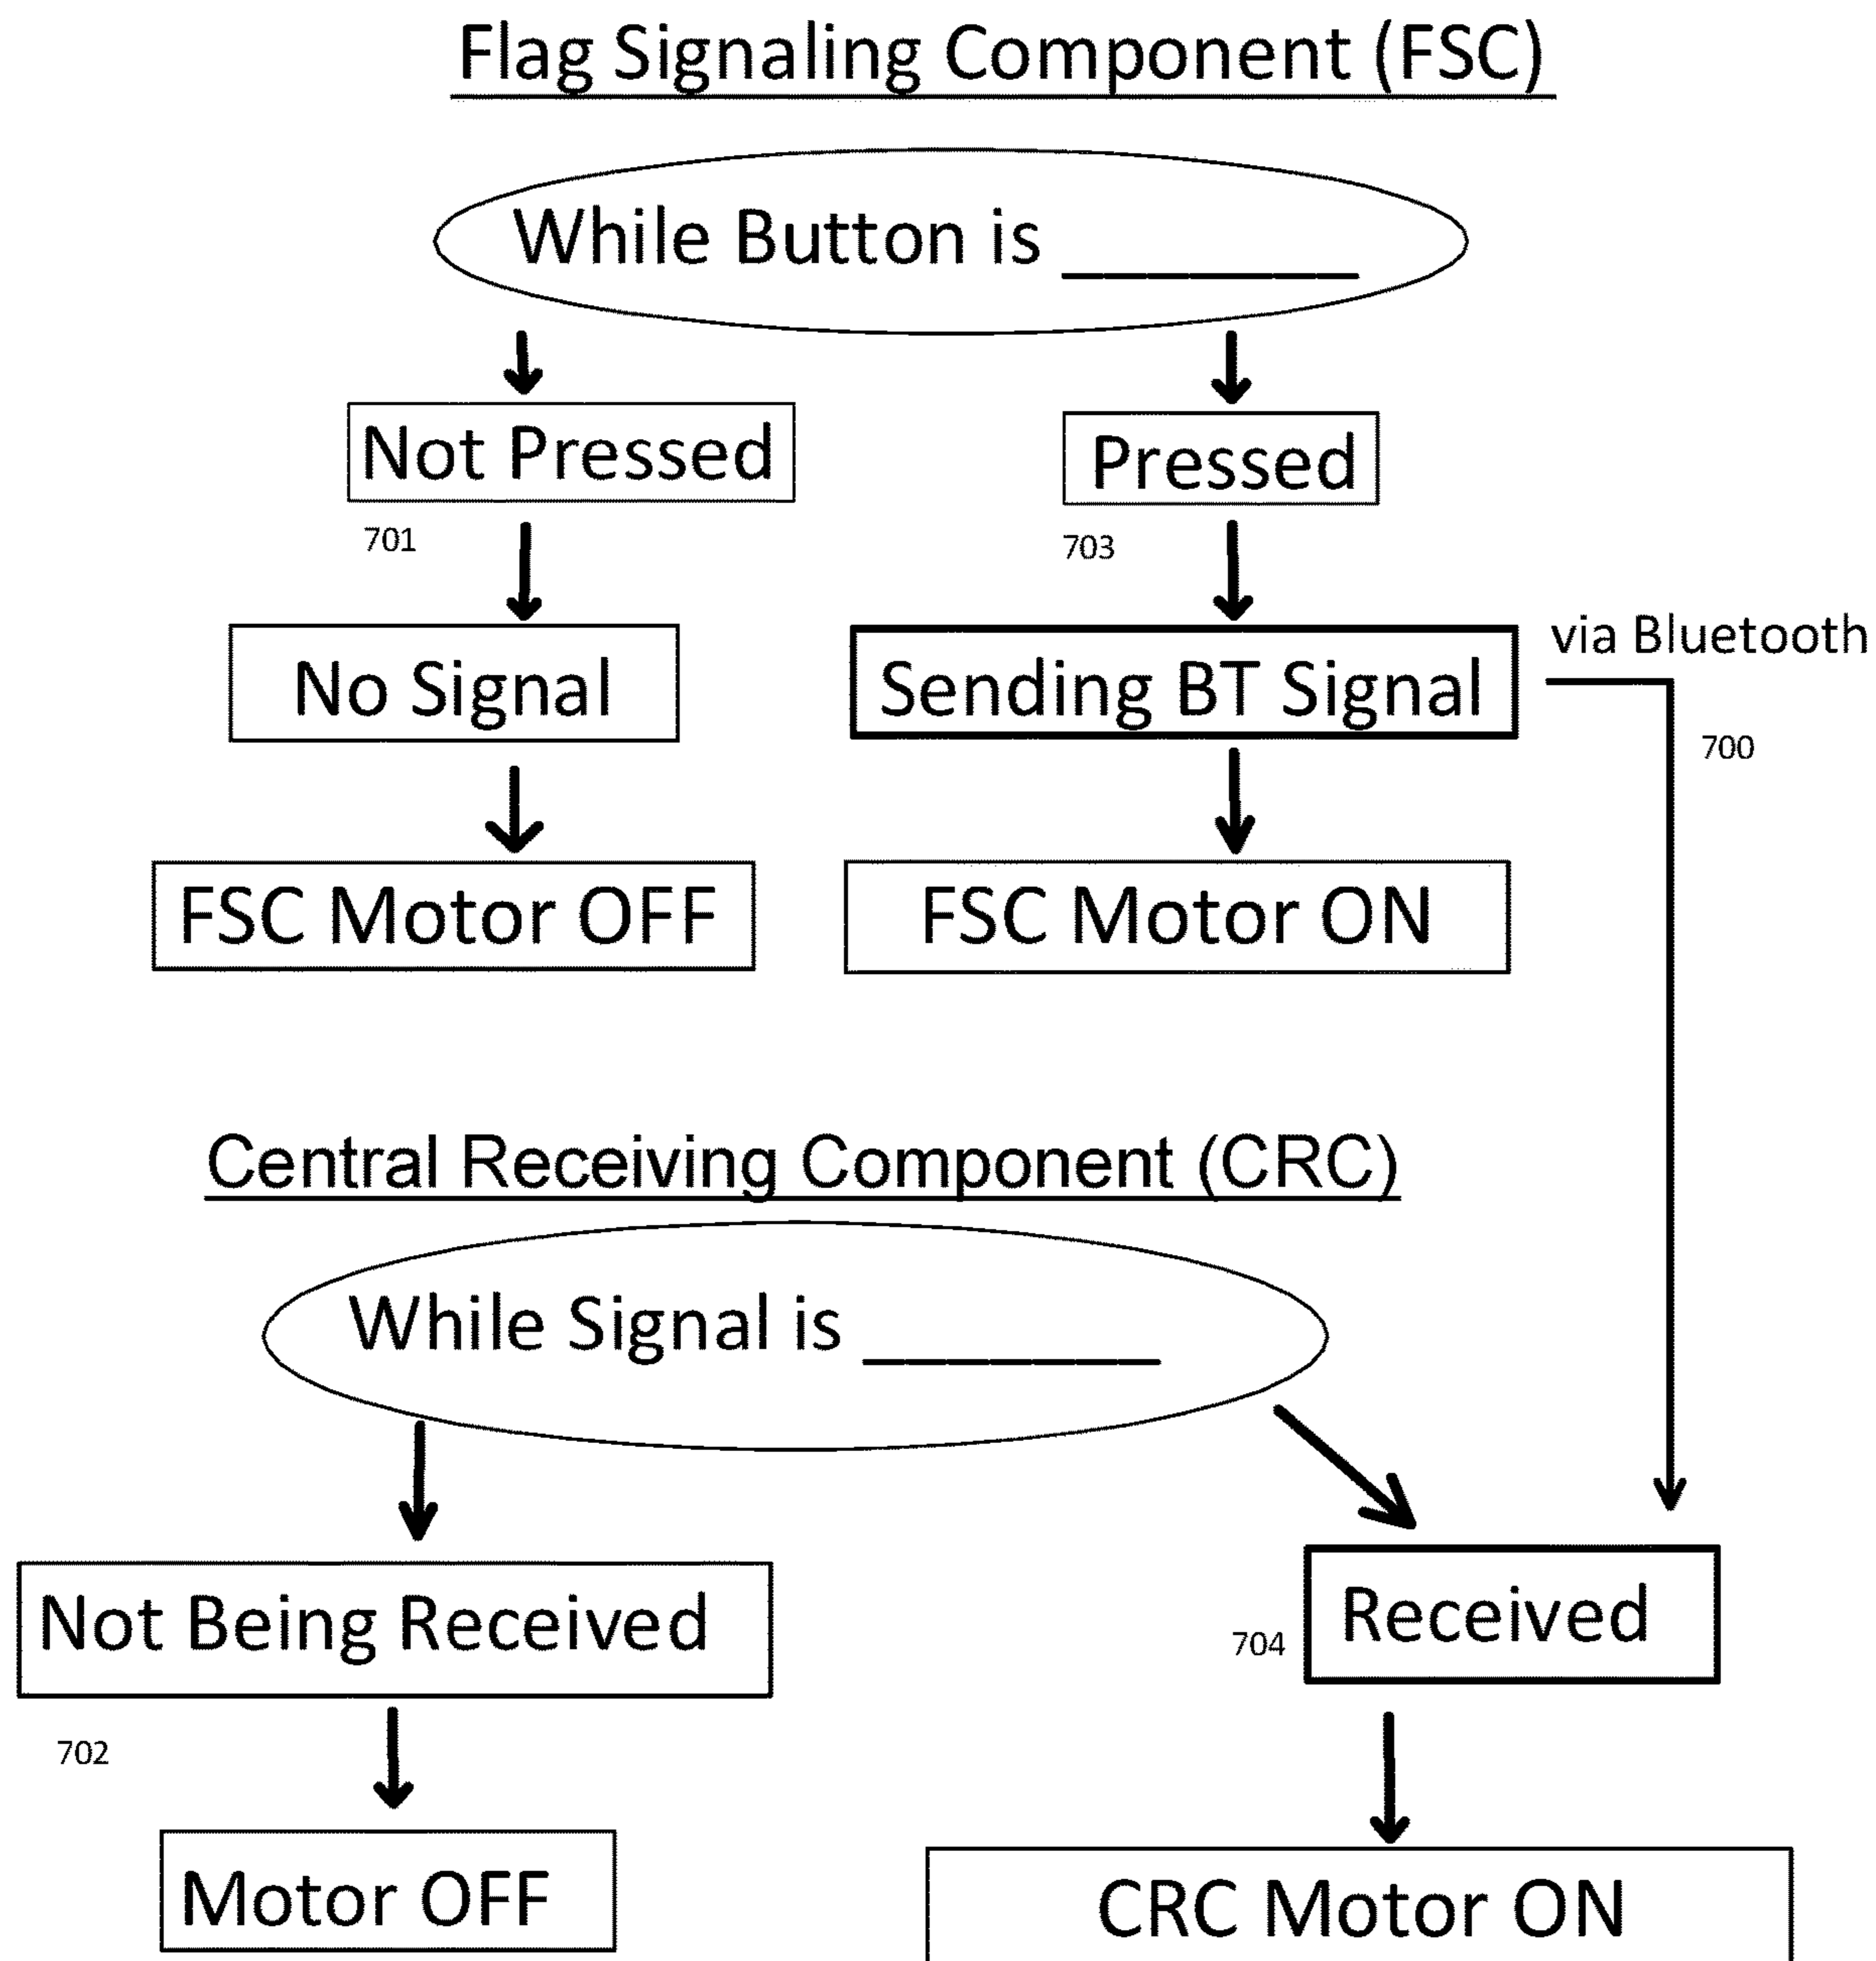 Flag Signaling Component (FSC)
While Button is ________
Not Pressed
Pressed
701
703
No Signal
Sending BT Signal
via Bluetooth
700
FSC Motor OFF
FSC Motor ON
Central Receiving Component (CRC)
While Signal is ________
Not Being Received
Received
704
702
Motor OFF
CRC Motor ON